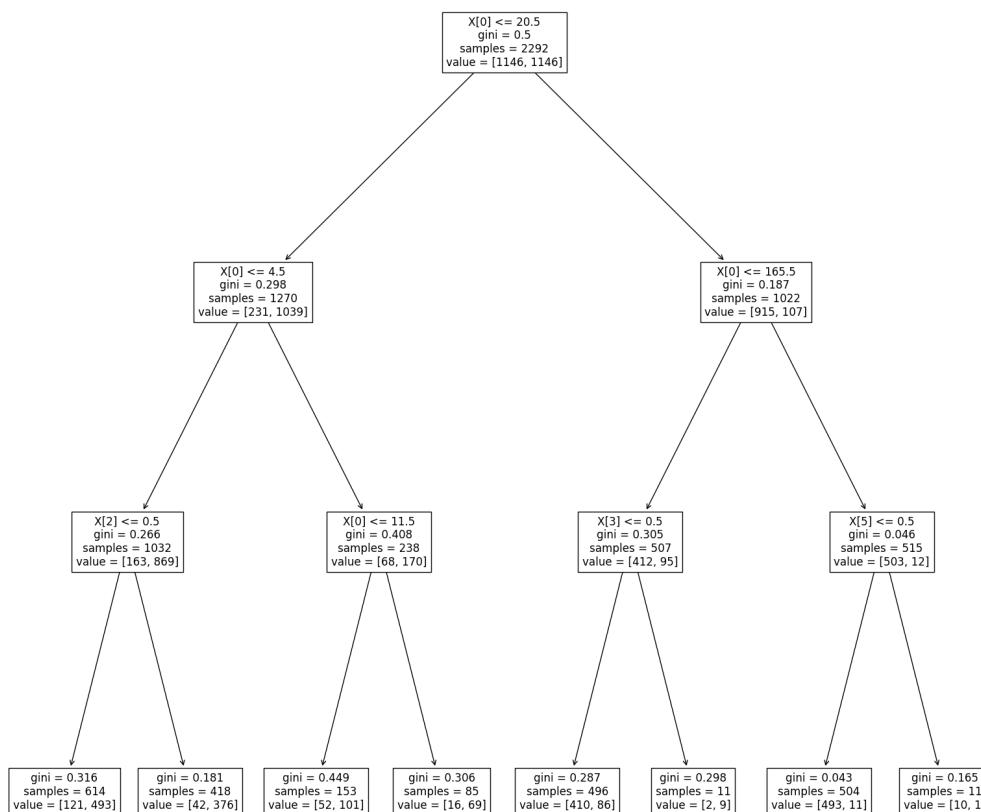 X[0] <= 20.5
gini = 0.5
samples = 2292
value = [1146, 1146]
X[0] <= 4.5
gini = 0.298
samples = 1270
value = [231, 1039]
X[0] <= 165.5
gini = 0.187
samples = 1022
value = [915, 107]
X[2] <= 0.5
gini = 0.266
samples = 1032
value = [163, 869]
X[0] <= 11.5
gini = 0.408
samples = 238
value = [68, 170]
X[3] <= 0.5
gini = 0.305
samples = 507
value = [412, 95]
X[5] <= 0.5
gini = 0.046
samples = 515
value = [503, 12]
gini = 0.316
samples = 614
value = [121, 493]
gini = 0.181
samples = 418
value = [42, 376]
gini = 0.449
samples = 153
value = [52, 101]
gini = 0.306
samples = 85
value = [16, 69]
gini = 0.287
samples = 496
value = [410, 86]
gini = 0.298
samples = 11
value = [2, 9]
gini = 0.043
samples = 504
value = [493, 11]
gini = 0.165
samples = 11
value = [10, 1